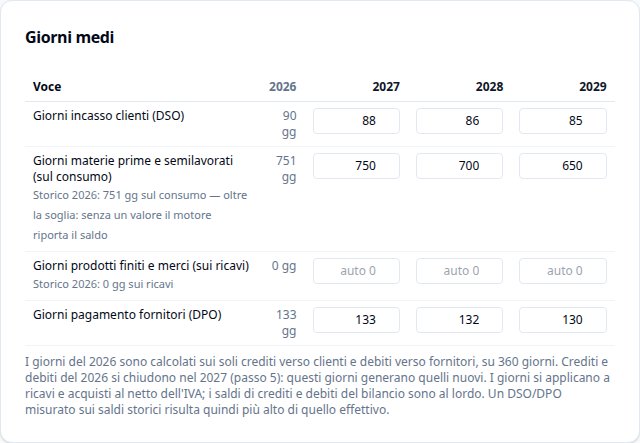 Giorni medi
Voce 2026 2027 2028 2029
Giorni incasso clienti (DSO) 90 gg 88 86 85
Giorni materie prime e semilavorati (sul consumo) 751 gg 750 700 650
Storico 2026: 751 gg sul consumo — oltre
la soglia: senza un valore il motore
riporta il saldo
Giorni prodotti finiti e merci (sui ricavi) 0 gg auto 0 auto 0 auto 0
Storico 2026: 0 gg sui ricavi
Giorni pagamento fornitori (DPO) 133 gg 133 132 130
I giorni del 2026 sono calcolati sui soli crediti verso clienti e debiti verso fornitori, su 360 giorni. Crediti e
debiti del 2026 si chiudono nel 2027 (passo 5): questi giorni generano quelli nuovi. I giorni si applicano a
ricavi e acquisti al netto dell'IVA; i saldi di crediti e debiti del bilancio sono al lordo. Un DSO/DPO
misurato sui saldi storici risulta quindi più alto di quello effettivo.